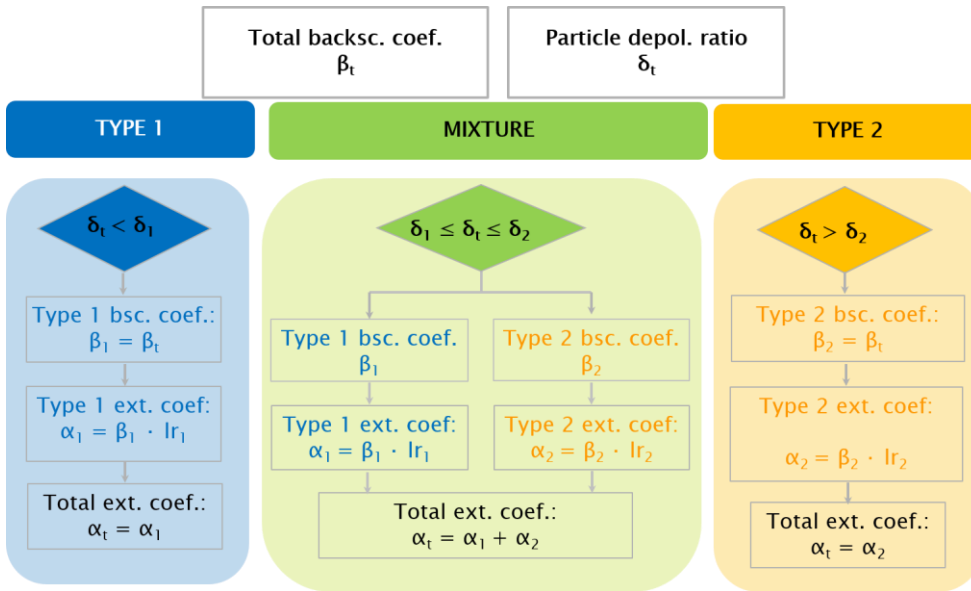 Total backsc. coef.
βₜ
Particle depol. ratio
δₜ
TYPE 1
MIXTURE
TYPE 2
δₜ < δ₁
δ₁ ≤ δₜ ≤ δ₂
δₜ > δ₂
Type 1 bsc. coef.:
β₁ = βₜ
Type 1 ext. coef:
α₁ = β₁ · lr₁
Total ext. coef.:
αₜ = α₁
Type 1 bsc. coef.
β₁
Type 2 bsc. coef.
β₂
Type 1 ext. coef:
α₁ = β₁ · lr₁
Type 2 ext. coef:
α₂ = β₂ · lr₂
Total ext. coef.:
αₜ = α₁ + α₂
Type 2 bsc. coef.:
β₂ = βₜ
Type 2 ext. coef:
α₂ = β₂ · lr₂
Total ext. coef.:
αₜ = α₂